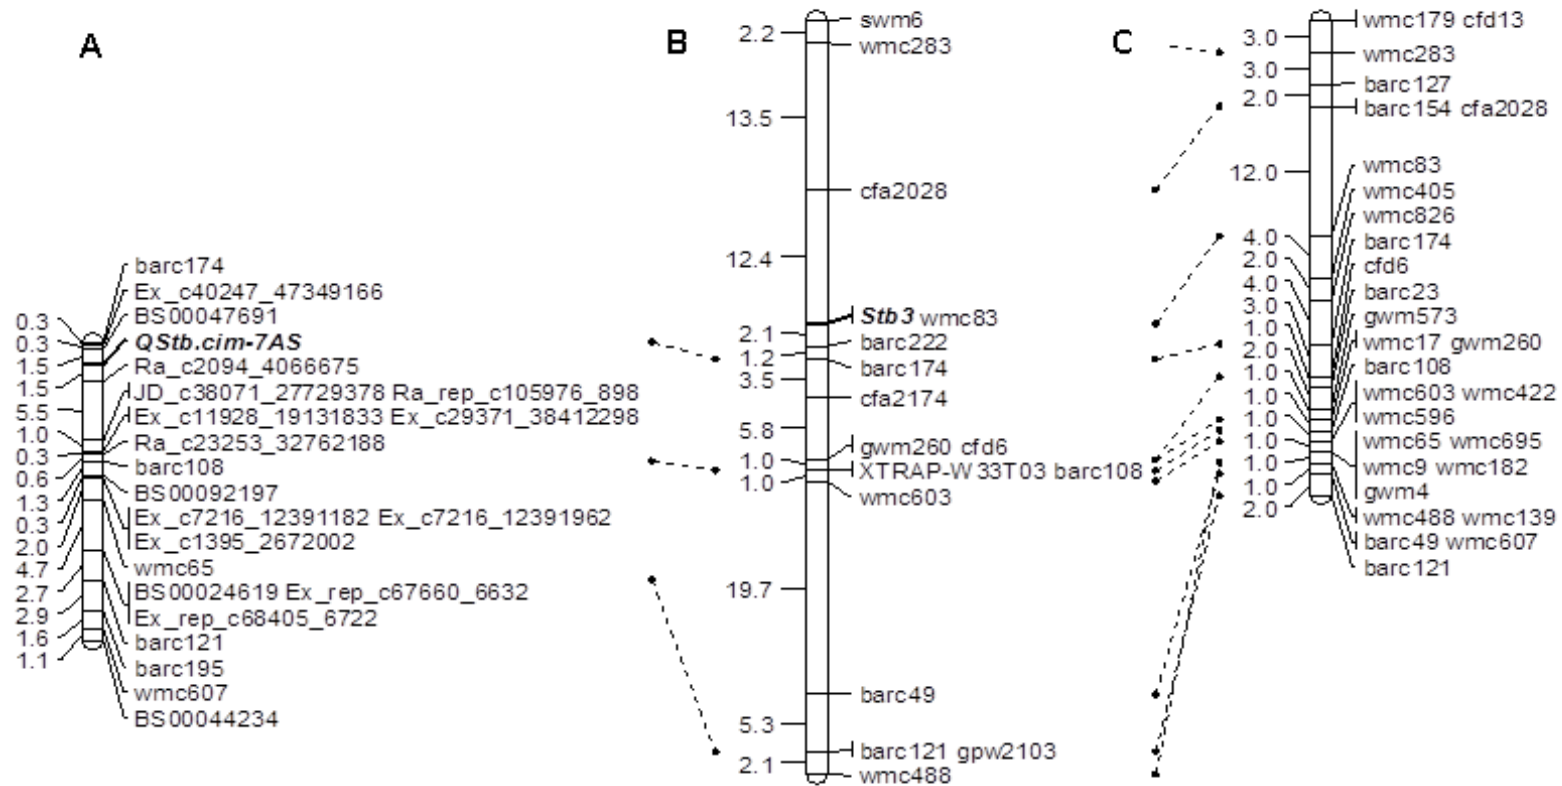 A
0.3
0.3
1.5
1.5
5.5
1.0
0.3
0.6
1.3
0.3
2.0
4.7
2.7
2.9
1.6
1.1
barc174
Ex_c40247_47349166
BS00047691
QStb.cim-7AS
Ra_c2094_4066675
JD_c38071_27729378 Ra_rep_c105976_898
Ex_c11928_19131833 Ex_c29371_38412298
Ra_c23253_32762188
barc108
BS00092197
Ex_c7216_12391182 Ex_c7216_12391962
Ex_c1395_2672002
wmc65
BS00024619 Ex_rep_c67660_6632
Ex_rep_c68405_6722
barc121
barc195
wmc607
BS00044234
B
2.2
13.5
12.4
2.1
1.2
3.5
5.8
1.0
1.0
19.7
5.3
2.1
swm6
wmc283
cfa2028
Stb3 wmc83
barc222
barc174
cfa2174
gwm260 cfd6
XTRAP-W33T03 barc108
wmc603
barc49
barc121 gpw2103
wmc488
C
3.0
3.0
2.0
12.0
4.0
2.0
4.0
3.0
1.0
2.0
1.0
1.0
1.0
1.0
1.0
1.0
2.0
wmc179 cfd13
wmc283
barc127
barc154 cfa2028
wmc83
wmc405
wmc826
barc174
cfd6
barc23
gwm573
wmc17 gwm260
barc108
wmc603 wmc422
wmc596
wmc65 wmc695
wmc9 wmc182
gwm4
wmc488 wmc139
barc49 wmc607
barc121